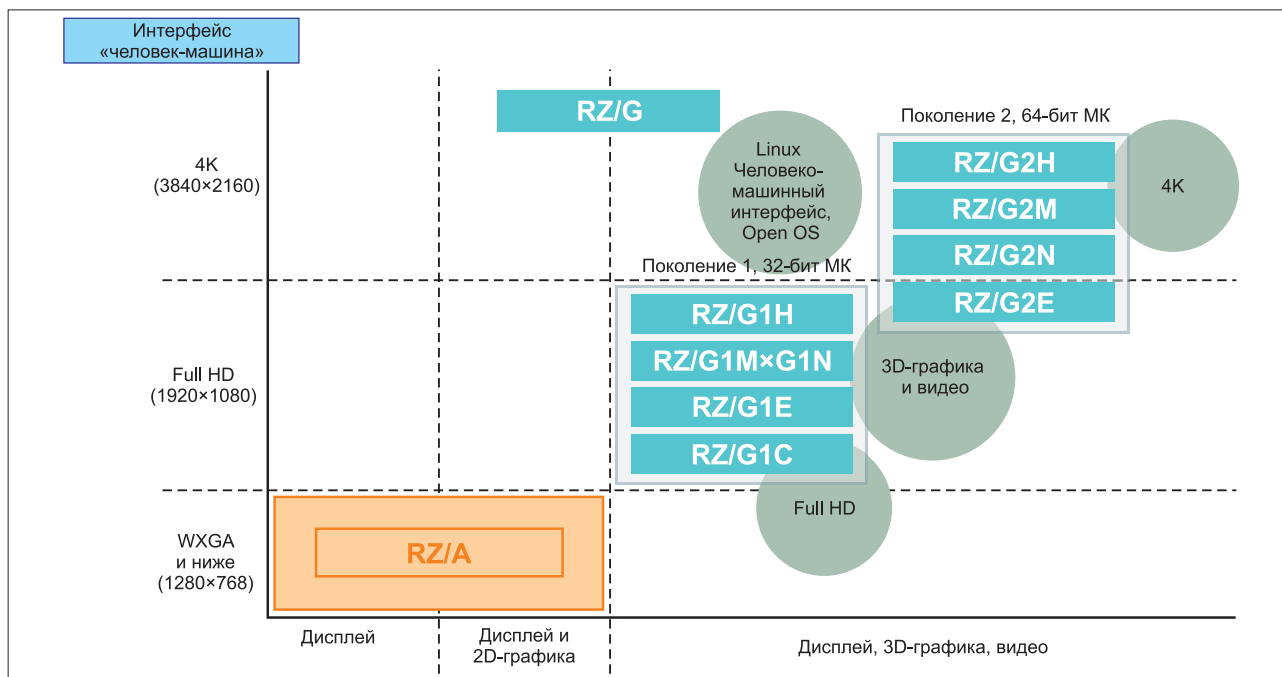 Интерфейс
«человек-машина»
RZ/G
Поколение 2, 64-бит МК
4K
(3840×2160)
Linux
Человеко-
машинный
интерфейс,
Open OS
RZ/G2H
RZ/G2M
RZ/G2N
RZ/G2E
4K
Поколение 1, 32-бит МК
Full HD
(1920×1080)
RZ/G1H
RZ/G1M×G1N
RZ/G1E
RZ/G1C
3D-графика
и видео
Full HD
WXGA
и ниже
(1280×768)
RZ/A
Дисплей
Дисплей и
2D-графика
Дисплей, 3D-графика, видео